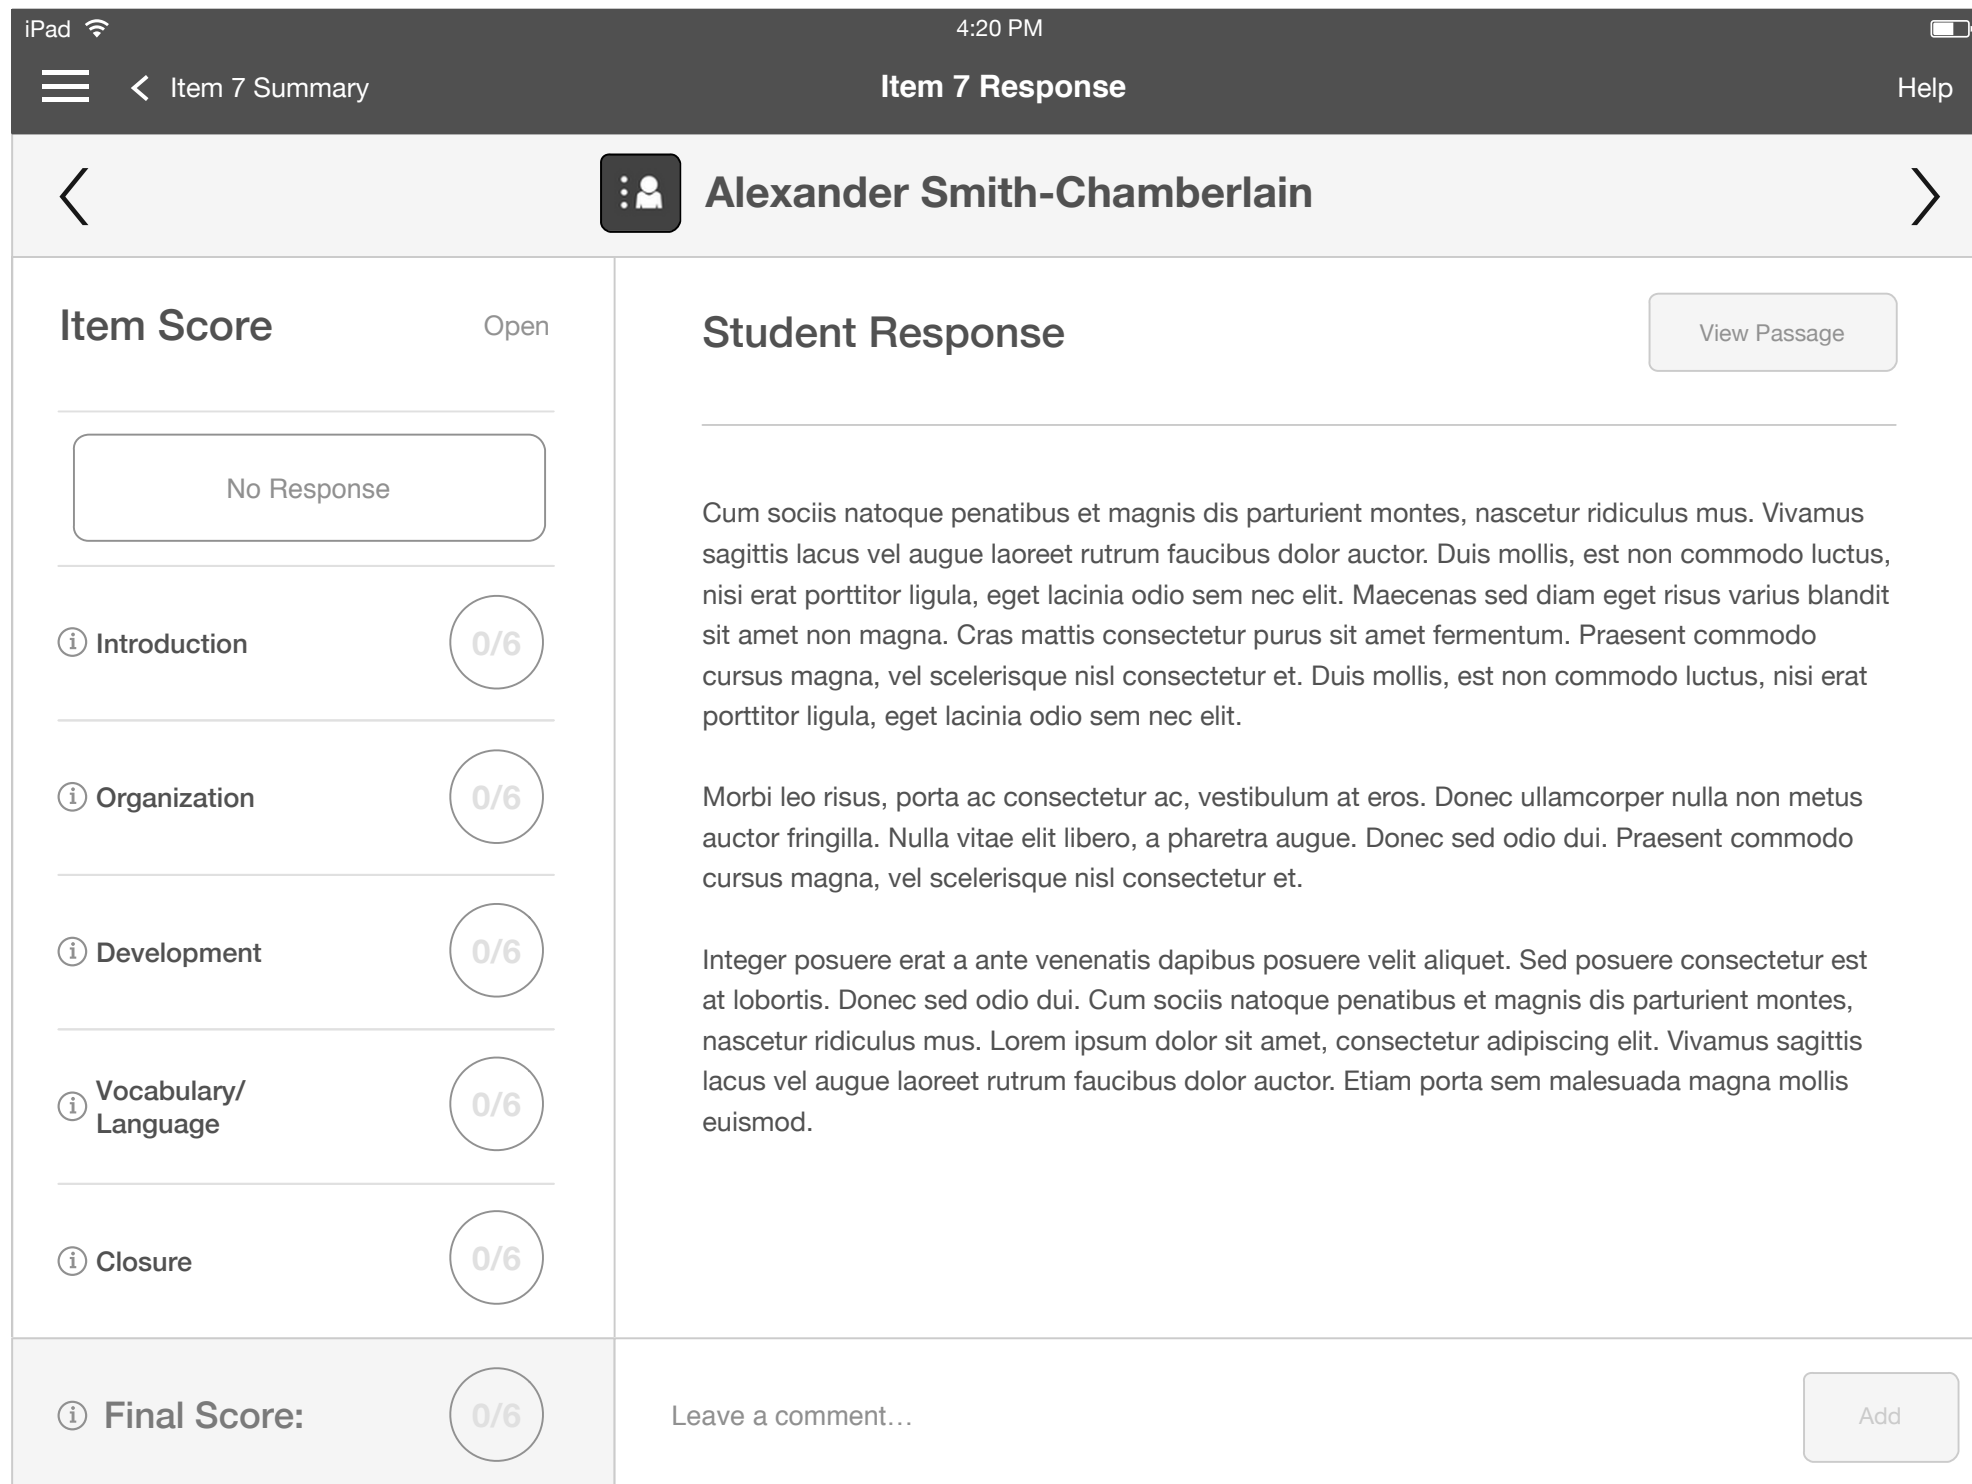 iPad
4:20 PM
Item 7 Summary
Item 7 Response
Help
Alexander Smith-Chamberlain
Item Score
Open
No Response
Introduction
0/6
Organization
0/6
Development
0/6
Vocabulary/
Language
0/6
Closure
0/6
Final Score:
0/6
Student Response
View Passage
Cum sociis natoque penatibus et magnis dis parturient montes, nascetur ridiculus mus. Vivamus
sagittis lacus vel augue laoreet rutrum faucibus dolor auctor. Duis mollis, est non commodo luctus,
nisi erat porttitor ligula, eget lacinia odio sem nec elit. Maecenas sed diam eget risus varius blandit
sit amet non magna. Cras mattis consectetur purus sit amet fermentum. Praesent commodo
cursus magna, vel scelerisque nisl consectetur et. Duis mollis, est non commodo luctus, nisi erat
porttitor ligula, eget lacinia odio sem nec elit.
Morbi leo risus, porta ac consectetur ac, vestibulum at eros. Donec ullamcorper nulla non metus
auctor fringilla. Nulla vitae elit libero, a pharetra augue. Donec sed odio dui. Praesent commodo
cursus magna, vel scelerisque nisl consectetur et.
Integer posuere erat a ante venenatis dapibus posuere velit aliquet. Sed posuere consectetur est
at lobortis. Donec sed odio dui. Cum sociis natoque penatibus et magnis dis parturient montes,
nascetur ridiculus mus. Lorem ipsum dolor sit amet, consectetur adipiscing elit. Vivamus sagittis
lacus vel augue laoreet rutrum faucibus dolor auctor. Etiam porta sem malesuada magna mollis
euismod.
Leave a comment…
Add